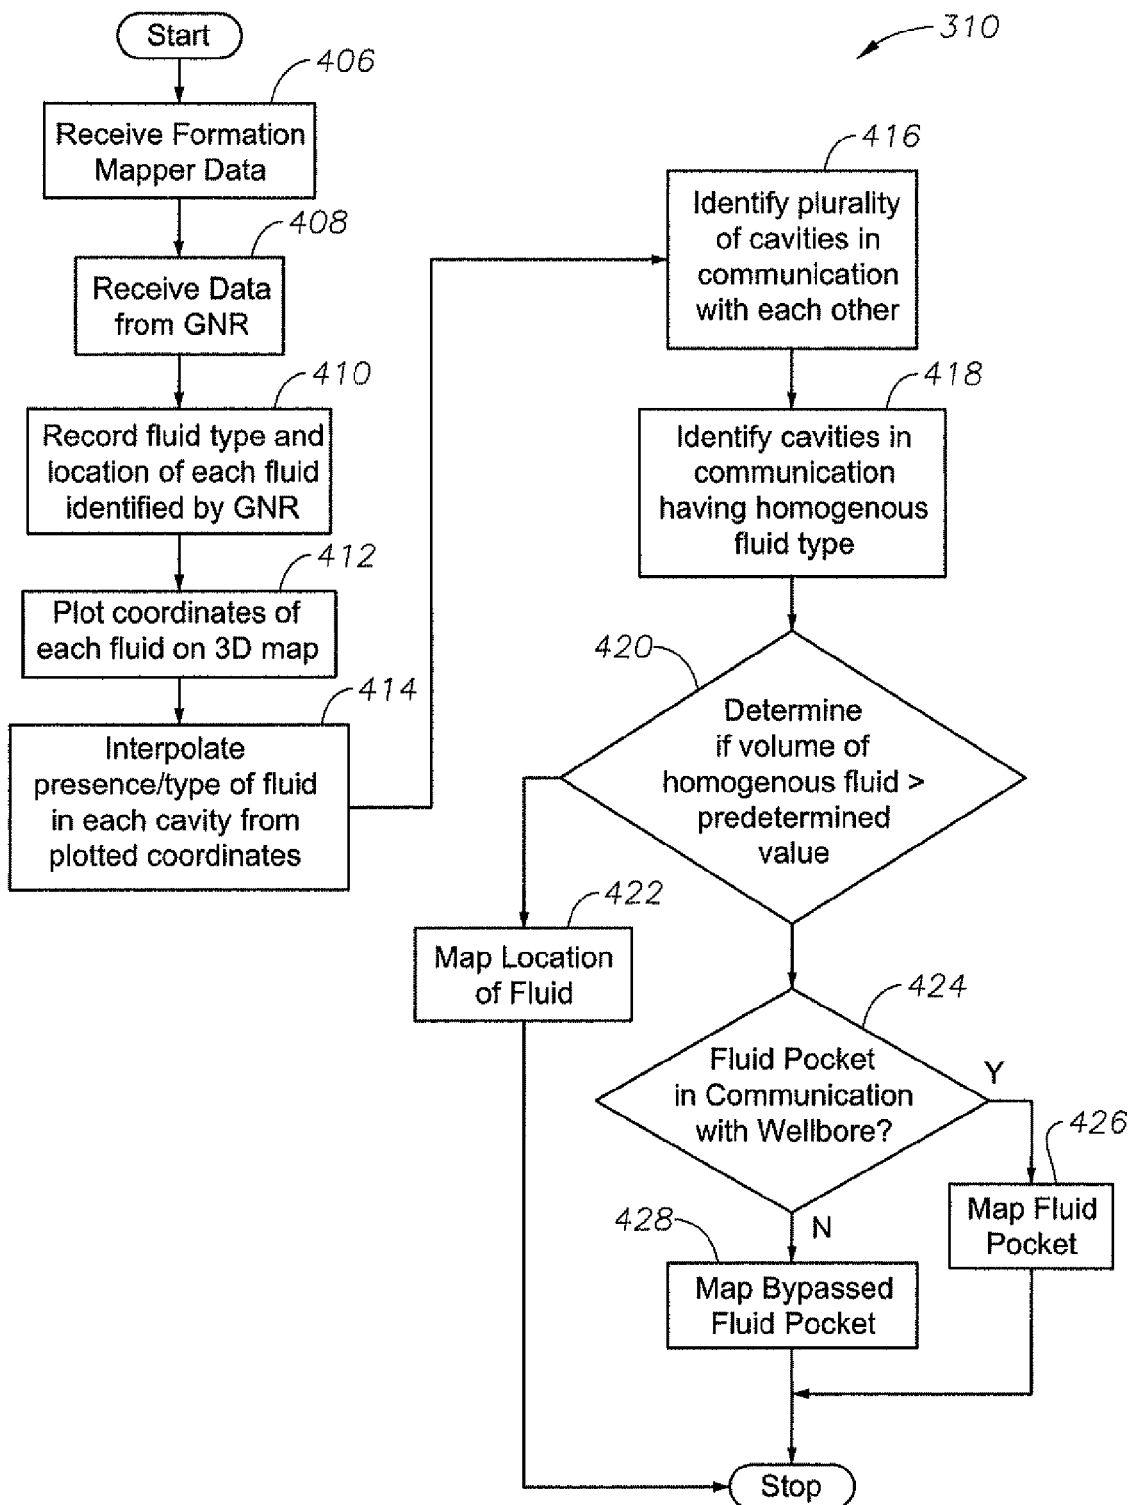 Start
310
406
Receive Formation
Mapper Data
408
Receive Data
from GNR
410
Record fluid type and
location of each fluid
identified by GNR
412
Plot coordinates of
each fluid on 3D map
414
Interpolate
presence/type of fluid
in each cavity from
plotted coordinates
416
Identify plurality
of cavities in
communication
with each other
418
Identify cavities in
communication
having homogenous
fluid type
420
Determine
if volume of
homogenous fluid >
predetermined
value
422
Map Location
of Fluid
424
Fluid Pocket
in Communication
with Wellbore?
Y
426
Map Fluid
Pocket
N
428
Map Bypassed
Fluid Pocket
Stop